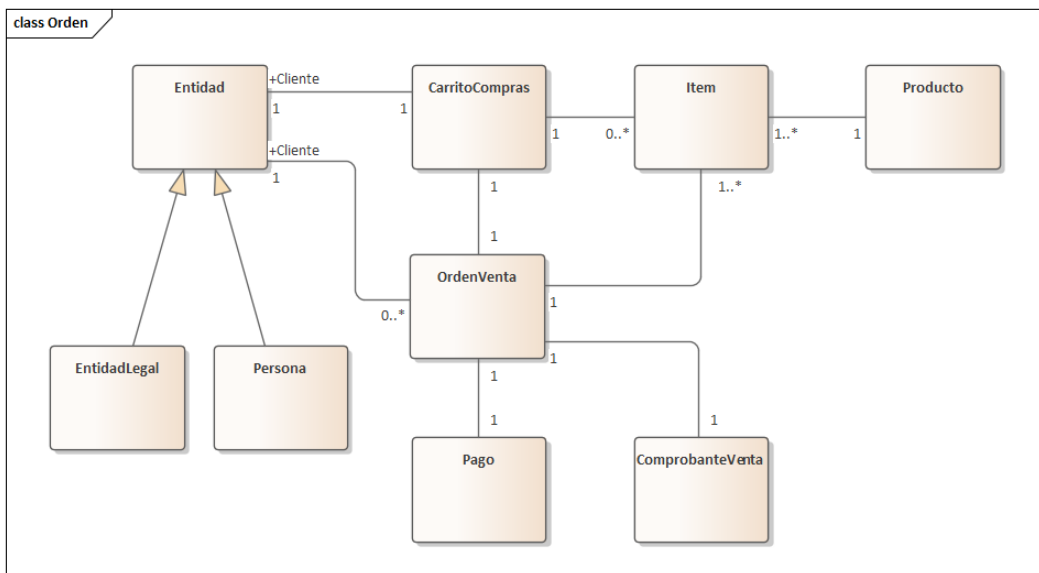 class Orden
Entidad
+Cliente
1
1
CarritoCompras
1
0..*
Item
1..*
1
Producto
+Cliente
1
1
1..*
1
OrdenVenta
0..*
1
1
EntidadLegal
Persona
1
1
1
Pago
ComprobanteVenta